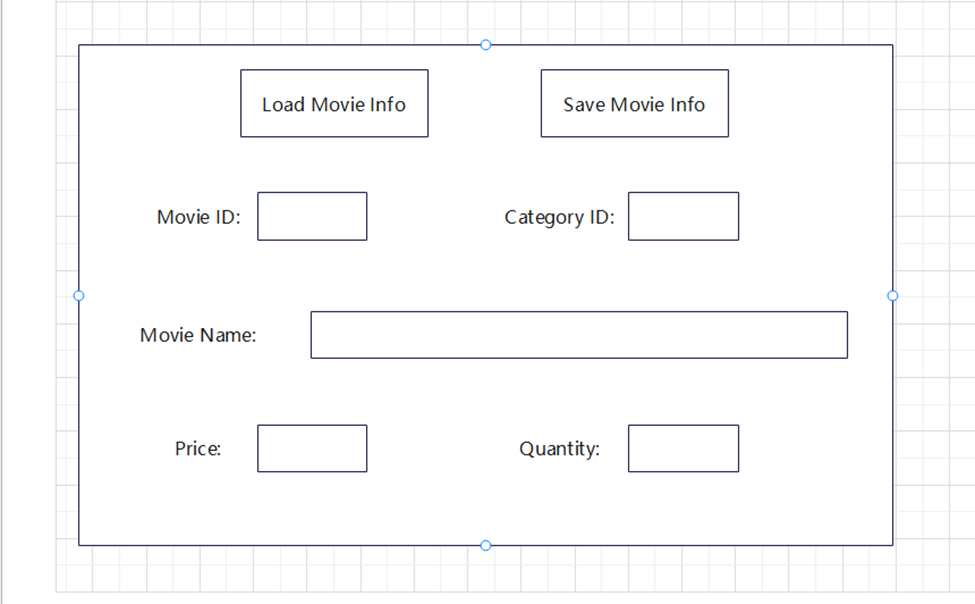 Load Movie Info
Save Movie Info
Movie ID:
Category ID:
Movie Name:
Price:
Quantity: